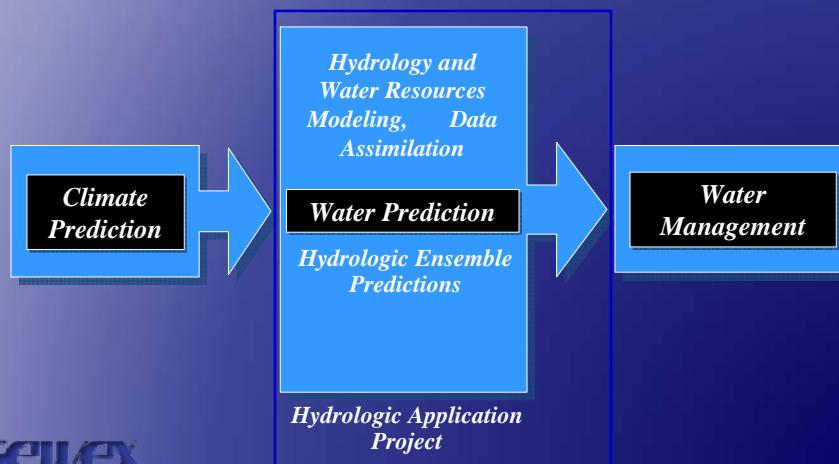 Hydrology and
Water Resources
Modeling, Data
Assimilation
Climate
Prediction
Water Prediction
Water
Management
Hydrologic Ensemble
Predictions
Hydrologic Application
Project